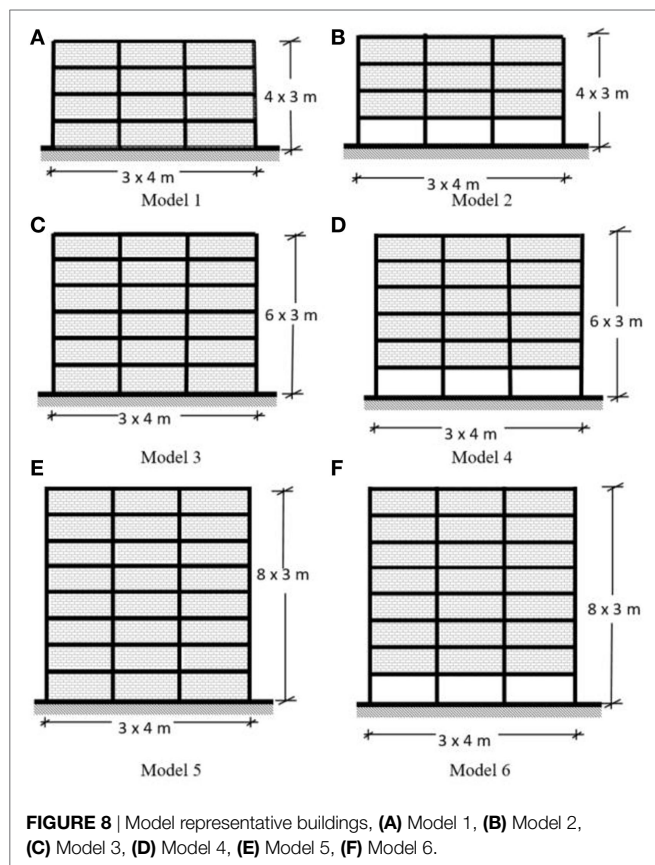 A
4 x 3 m
3 x 4 m
Model 1
B
4 x 3 m
3 x 4 m
Model 2
C
6 x 3 m
3 x 4 m
Model 3
D
6 x 3 m
3 x 4 m
Model 4
E
8 x 3 m
3 x 4 m
Model 5
F
8 x 3 m
3 x 4 m
Model 6
FIGURE 8 | Model representative buildings, (A) Model 1, (B) Model 2,
(C) Model 3, (D) Model 4, (E) Model 5, (F) Model 6.